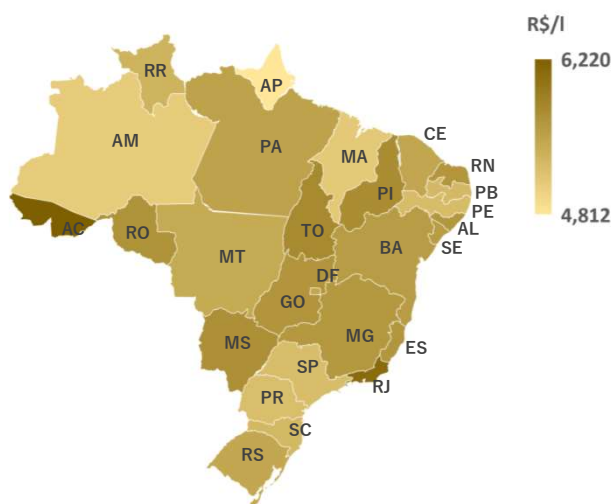 R$/l
6,220
4,812
RR
AP
AM
PA
MA
CE
RN
PI
PB
PE
AC
RO
TO
AL
SE
BA
MT
DF
GO
MG
MS
ES
SP
RJ
PR
SC
RS